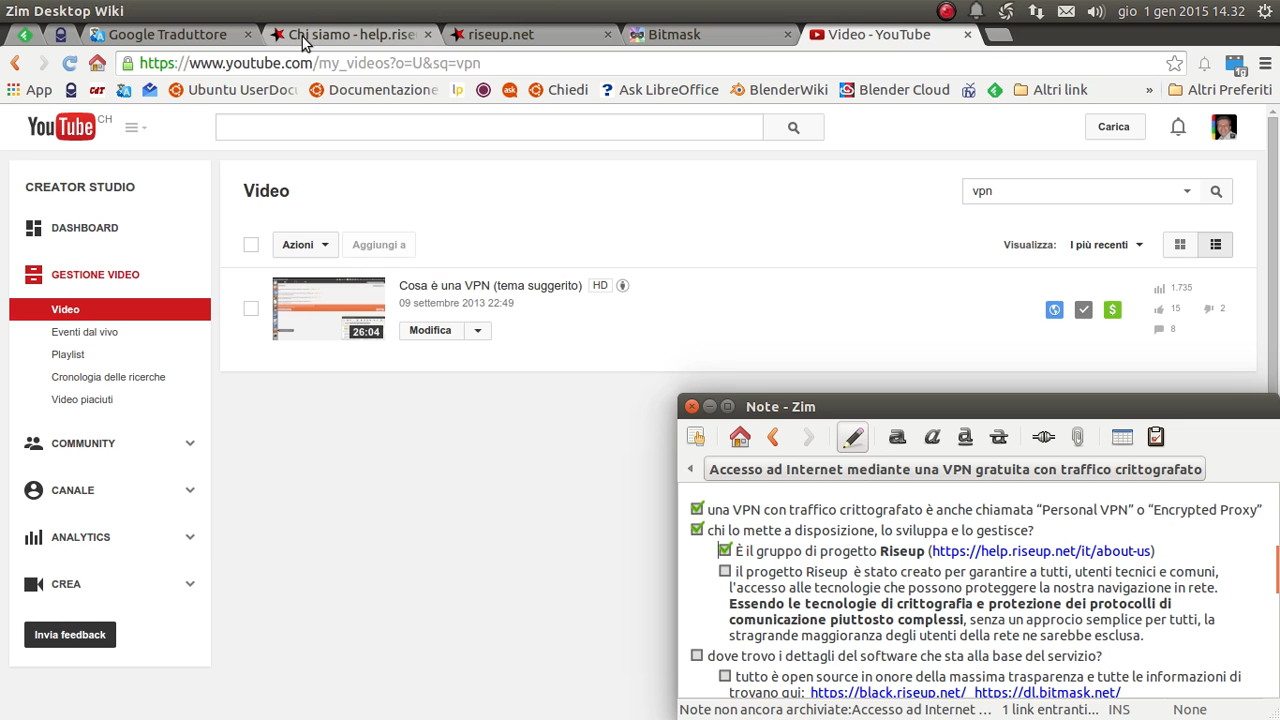 Zim Desktop Wiki
gio 1 gen 2015 14.32
Google Traduttore
Chi siamo - help.rise
riseup.net
Bitmask
Video - YouTube
https://www.youtube.com/my_videos?o=U&sq=vpn
19
App
Ubuntu UserDocu
Documentazione
lp
ask
Chiedi
Ask LibreOffice
BlenderWiki
Blender Cloud
Altri link
»
Altri Preferiti
YouTube CH
Carica
CREATOR STUDIO
Video
vpn
DASHBOARD
Azioni
Aggiungi a
Visualizza:
I più recenti
GESTIONE VIDEO
Video
Eventi dal vivo
Playlist
Cronologia delle ricerche
Video piaciuti
Cosa è una VPN (tema suggerito)
HD
09 settembre 2013 22:49
26:04
Modifica
$
1.735
15
2
8
COMMUNITY
CANALE
ANALYTICS
CREA
Invia feedback
Note - Zim
Accesso ad Internet mediante una VPN gratuita con traffico crittografato
una VPN con traffico crittografato è anche chiamata “Personal VPN” o “Encrypted Proxy”
chi lo mette a disposizione, lo sviluppa e lo gestisce?
È il gruppo di progetto Riseup (https://help.riseup.net/it/about-us)
il progetto Riseup è stato creato per garantire a tutti, utenti tecnici e comuni,
l'accesso alle tecnologie che possono proteggere la nostra navigazione in rete.
Essendo le tecnologie di crittografia e protezione dei protocolli di
comunicazione piuttosto complessi, senza un approcio semplice per tutti, la
stragrande maggioranza degli utenti della rete ne sarebbe esclusa.
dove trovo i dettagli del software che sta alla base del servizio?
tutto è open source in onore della massima trasparenza e tutte le informazioni di
trovano qui: https://black.riseup.net/ https://dl.bitmask.net/
Note non ancora archiviate:Accesso ad Internet ...
1 link entranti...
INS
None